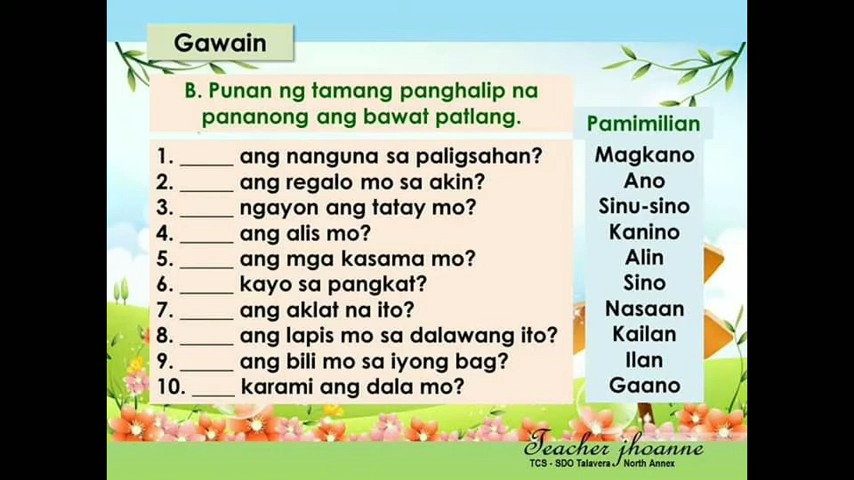 Gawain
B. Punan ng tamang panghalip na
pananong ang bawat patlang.
Pamimilian
1. _____ ang nanguna sa paligsahan?
2. _____ ang regalo mo sa akin?
3. _____ ngayon ang tatay mo?
4. _____ ang alis mo?
5. _____ ang mga kasama mo?
6. _____ kayo sa pangkat?
7. _____ ang aklat na ito?
8. _____ ang lapis mo sa dalawang ito?
9. _____ ang bili mo sa iyong bag?
10. ____ karami ang dala mo?
Magkano
Ano
Sinu-sino
Kanino
Alin
Sino
Nasaan
Kailan
Ilan
Gaano
Teacher jhoanne
TCS - SDO Talavera North Annex